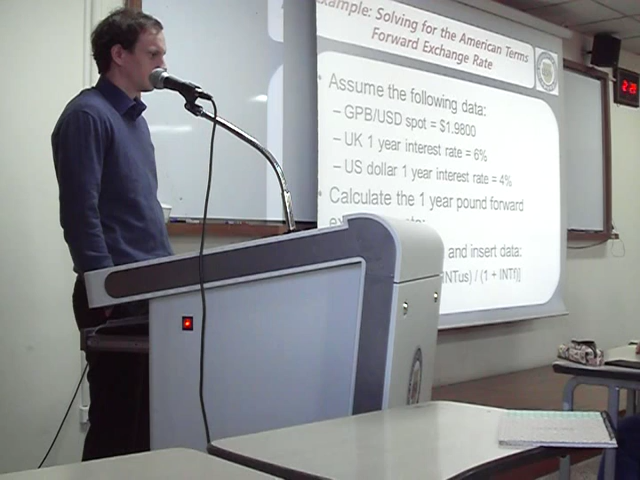 Example: Solving for the American Terms
Forward Exchange Rate
• Assume the following data:
– GPB/USD spot = $1.9800
– UK 1 year interest rate = 6%
– US dollar 1 year interest rate = 4%
• Calculate the 1 year pound forward
and insert data:
INTus) / (1 + INTf)]